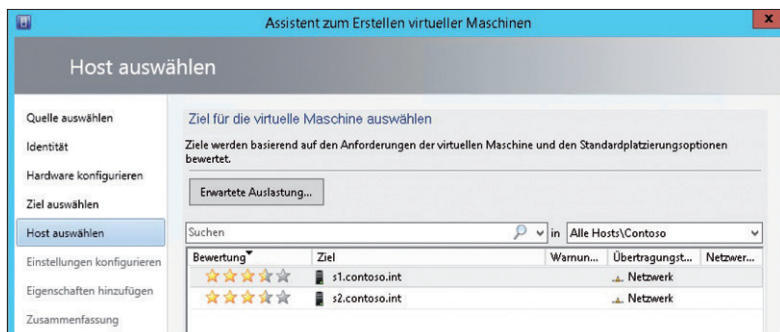 Assistent zum Erstellen virtueller Maschinen
x
Host auswählen
Quelle auswählen
Identität
Hardware konfigurieren
Ziel auswählen
Host auswählen
Einstellungen konfigurieren
Eigenschaften hinzufügen
Zusammenfassung
Ziel für die virtuelle Maschine auswählen
Ziele werden basierend auf den Anforderungen der virtuellen Maschine und den Standardplatzierungsoptionen
bewertet.
Erwartete Auslastung...
Suchen in Alle Hosts\Contoso
Bewertung Ziel Warnun... Übertragungst... Netzwer...
s1.contoso.int Netzwerk
s2.contoso.int Netzwerk